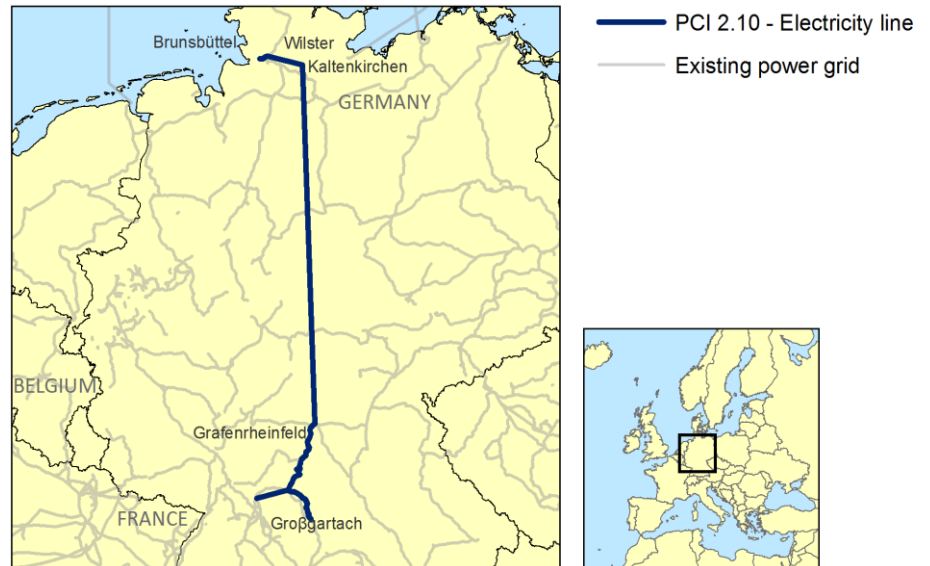 Brunsbüttel
Wilster
Kaltenkirchen
GERMANY
BELGIUM
Grafenrheinfeld
FRANCE
Großgartach
PCI 2.10 - Electricity line
Existing power grid